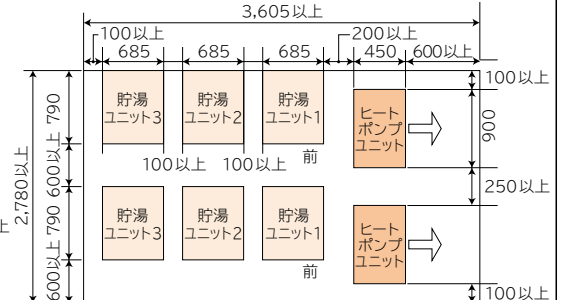 3,605以上
100以上
200以上
685
685
685
450
600以上
100以上
790
貯湯
ユニット3
貯湯
ユニット2
貯湯
ユニット1
ヒート
ポンプ
ユニット
900
前
100以上
100以上
600以上
2,780以上
250以上
790
貯湯
ユニット3
貯湯
ユニット2
貯湯
ユニット1
ヒート
ポンプ
ユニット
前
600以上
100以上
上